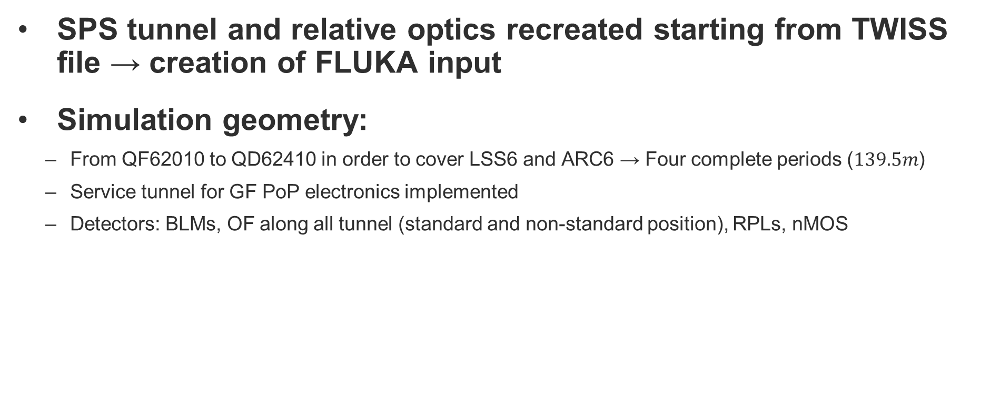 • SPS tunnel and relative optics recreated starting from TWISS
file → creation of FLUKA input
• Simulation geometry:
– From QF62010 to QD62410 in order to cover LSS6 and ARC6 → Four complete periods (139.5m)
– Service tunnel for GF PoP electronics implemented
– Detectors: BLMs, OF along all tunnel (standard and non-standard position), RPLs, nMOS